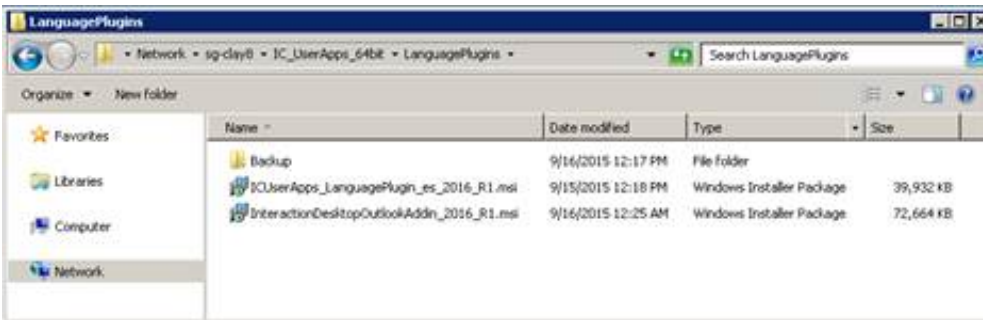 LanguagePlugins
Network sg-clay8 IC_UserApps_64bit LanguagePlugins Search LanguagePlugins
Organize New folder
Favorites
Libraries
Computer
Network
Name Date modified Type Size
Backup 9/16/2015 12:17 PM File folder
ICUserApps_LanguagePlugin_es_2016_R1.msi 9/15/2015 12:18 PM Windows Installer Package 39,932 KB
InteractionDesktopOutlookAddin_2016_R1.msi 9/16/2015 12:25 AM Windows Installer Package 72,664 KB